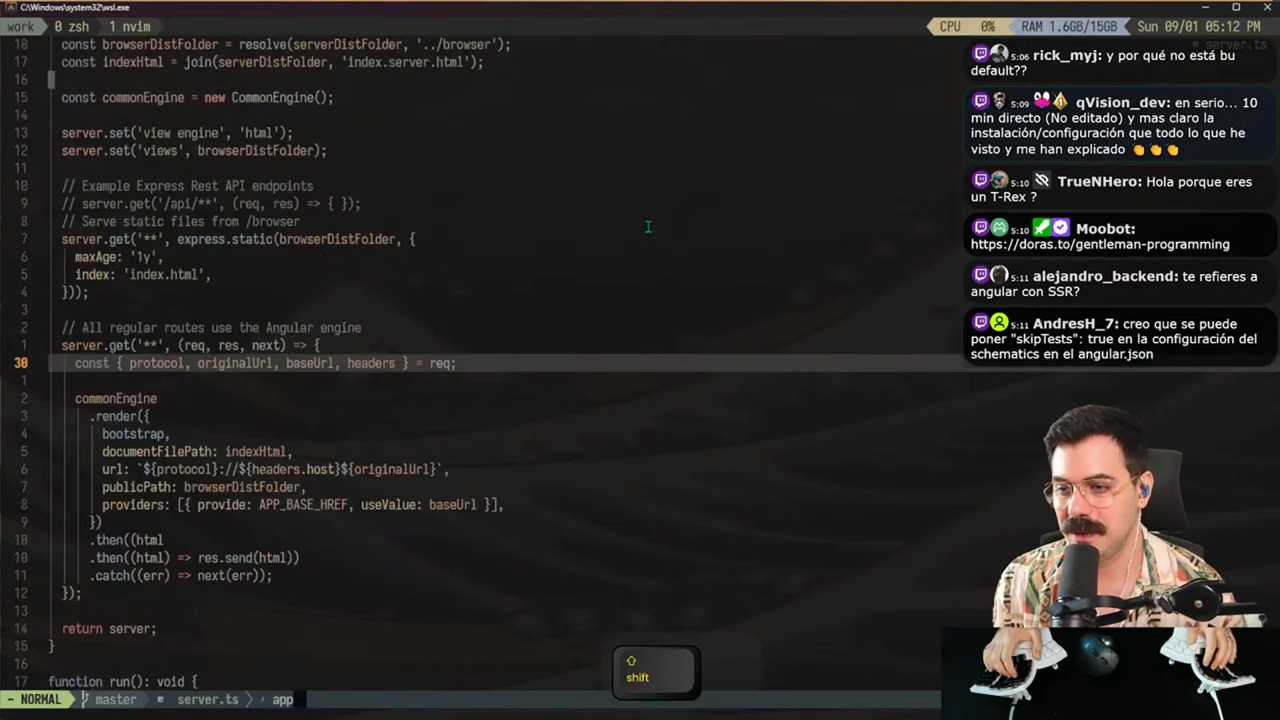 C:\Windows\system32\wsl.exe
work 0 zsh 1 nvim
CPU 0% RAM 1.6GB/15GB Sun 09/01 05:12 PM
server.ts
18 const browserDistFolder = resolve(serverDistFolder, '../browser');
17 const indexHtml = join(serverDistFolder, 'index.server.html');
16
15 const commonEngine = new CommonEngine();
14
13 server.set('view engine', 'html');
12 server.set('views', browserDistFolder);
11
10 // Example Express Rest API endpoints
9 // server.get('/api/**', (req, res) => { });
8 // Serve static files from /browser
7 server.get('**', express.static(browserDistFolder, {
6 maxAge: '1y',
5 index: 'index.html',
4 }));
3
2 // All regular routes use the Angular engine
1 server.get('**', (req, res, next) => {
30 const { protocol, originalUrl, baseUrl, headers } = req;
1
2 commonEngine
3 .render({
4 bootstrap,
5 documentFilePath: indexHtml,
6 url: `${protocol}://${headers.host}${originalUrl}`,
7 publicPath: browserDistFolder,
8 providers: [{ provide: APP_BASE_HREF, useValue: baseUrl }],
9 })
10 .then((html
10 .then((html) => res.send(html))
11 .catch((err) => next(err));
12 });
13
14 return server;
15 }
16
17 function run(): void {
- NORMAL master server.ts app
5:06 rick_myj: y por qué no está bu
default??
5:09 qVision_dev: en serio... 10
min directo (No editado) y mas claro la
instalación/configuración que todo lo que he
visto y me han explicado 👏 👏 👏
5:10 TrueNHero: Hola porque eres
un T-Rex ?
5:10 Moobot:
https://doras.to/gentleman-programming
5:11 alejandro_backend: te refieres a
angular con SSR?
5:11 AndresH_7: creo que se puede
poner "skipTests": true en la configuración del
schematics en el angular.json
⇧
shift